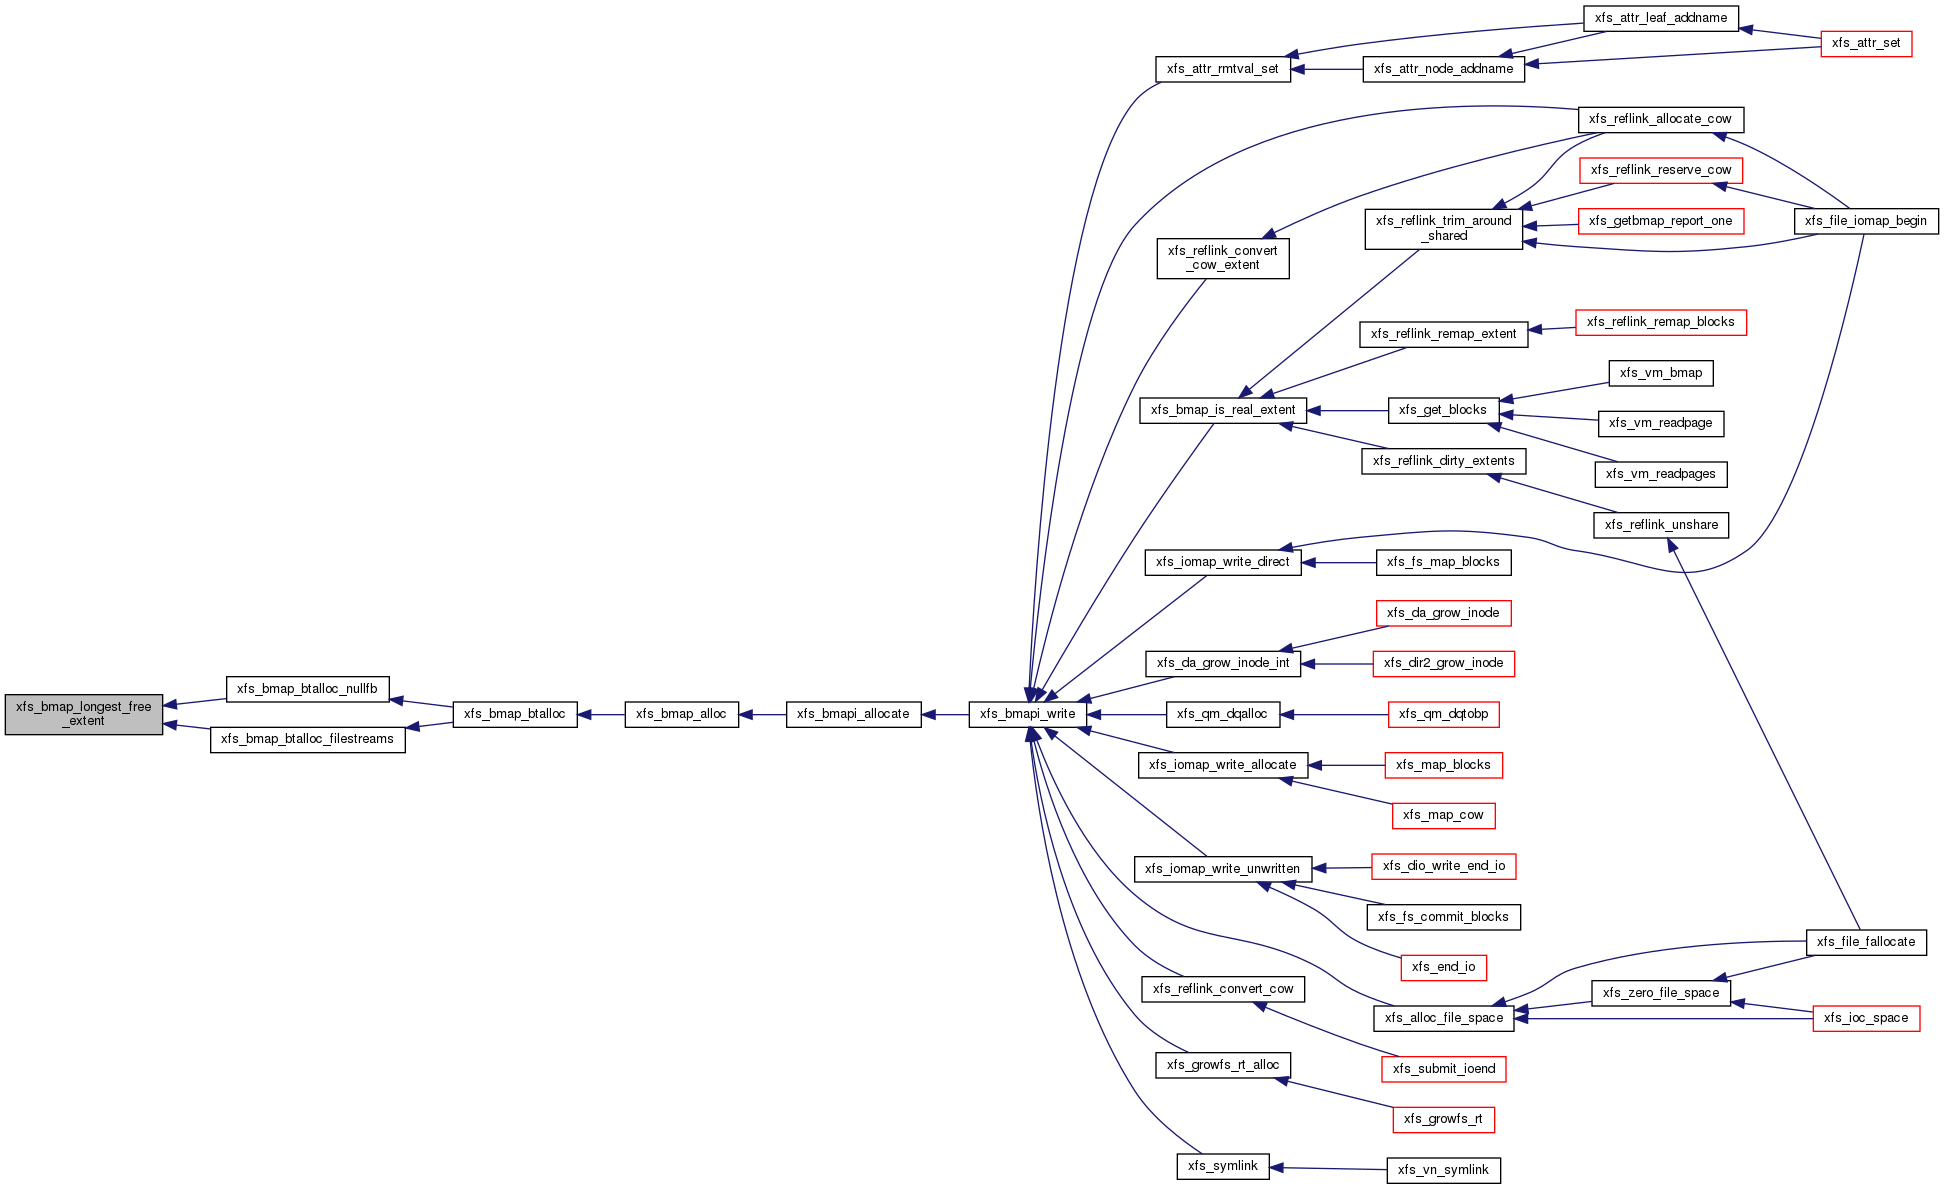 xfs_bmap_longest_free
_extent
xfs_bmap_btalloc_nullfb
xfs_bmap_btalloc_filestreams
xfs_bmap_btalloc
xfs_bmap_alloc
xfs_bmapi_allocate
xfs_bmapi_write
xfs_attr_rmtval_set
xfs_reflink_convert
_cow_extent
xfs_bmap_is_real_extent
xfs_iomap_write_direct
xfs_da_grow_inode_int
xfs_qm_dqalloc
xfs_iomap_write_allocate
xfs_iomap_write_unwritten
xfs_reflink_convert_cow
xfs_growfs_rt_alloc
xfs_symlink
xfs_attr_node_addname
xfs_reflink_trim_around
_shared
xfs_reflink_remap_extent
xfs_get_blocks
xfs_reflink_dirty_extents
xfs_fs_map_blocks
xfs_da_grow_inode
xfs_dir2_grow_inode
xfs_qm_dqtobp
xfs_map_blocks
xfs_map_cow
xfs_dio_write_end_io
xfs_fs_commit_blocks
xfs_end_io
xfs_alloc_file_space
xfs_submit_ioend
xfs_growfs_rt
xfs_vn_symlink
xfs_attr_leaf_addname
xfs_reflink_allocate_cow
xfs_reflink_reserve_cow
xfs_getbmap_report_one
xfs_reflink_remap_blocks
xfs_vm_bmap
xfs_vm_readpage
xfs_vm_readpages
xfs_reflink_unshare
xfs_zero_file_space
xfs_attr_set
xfs_file_iomap_begin
xfs_file_fallocate
xfs_ioc_space